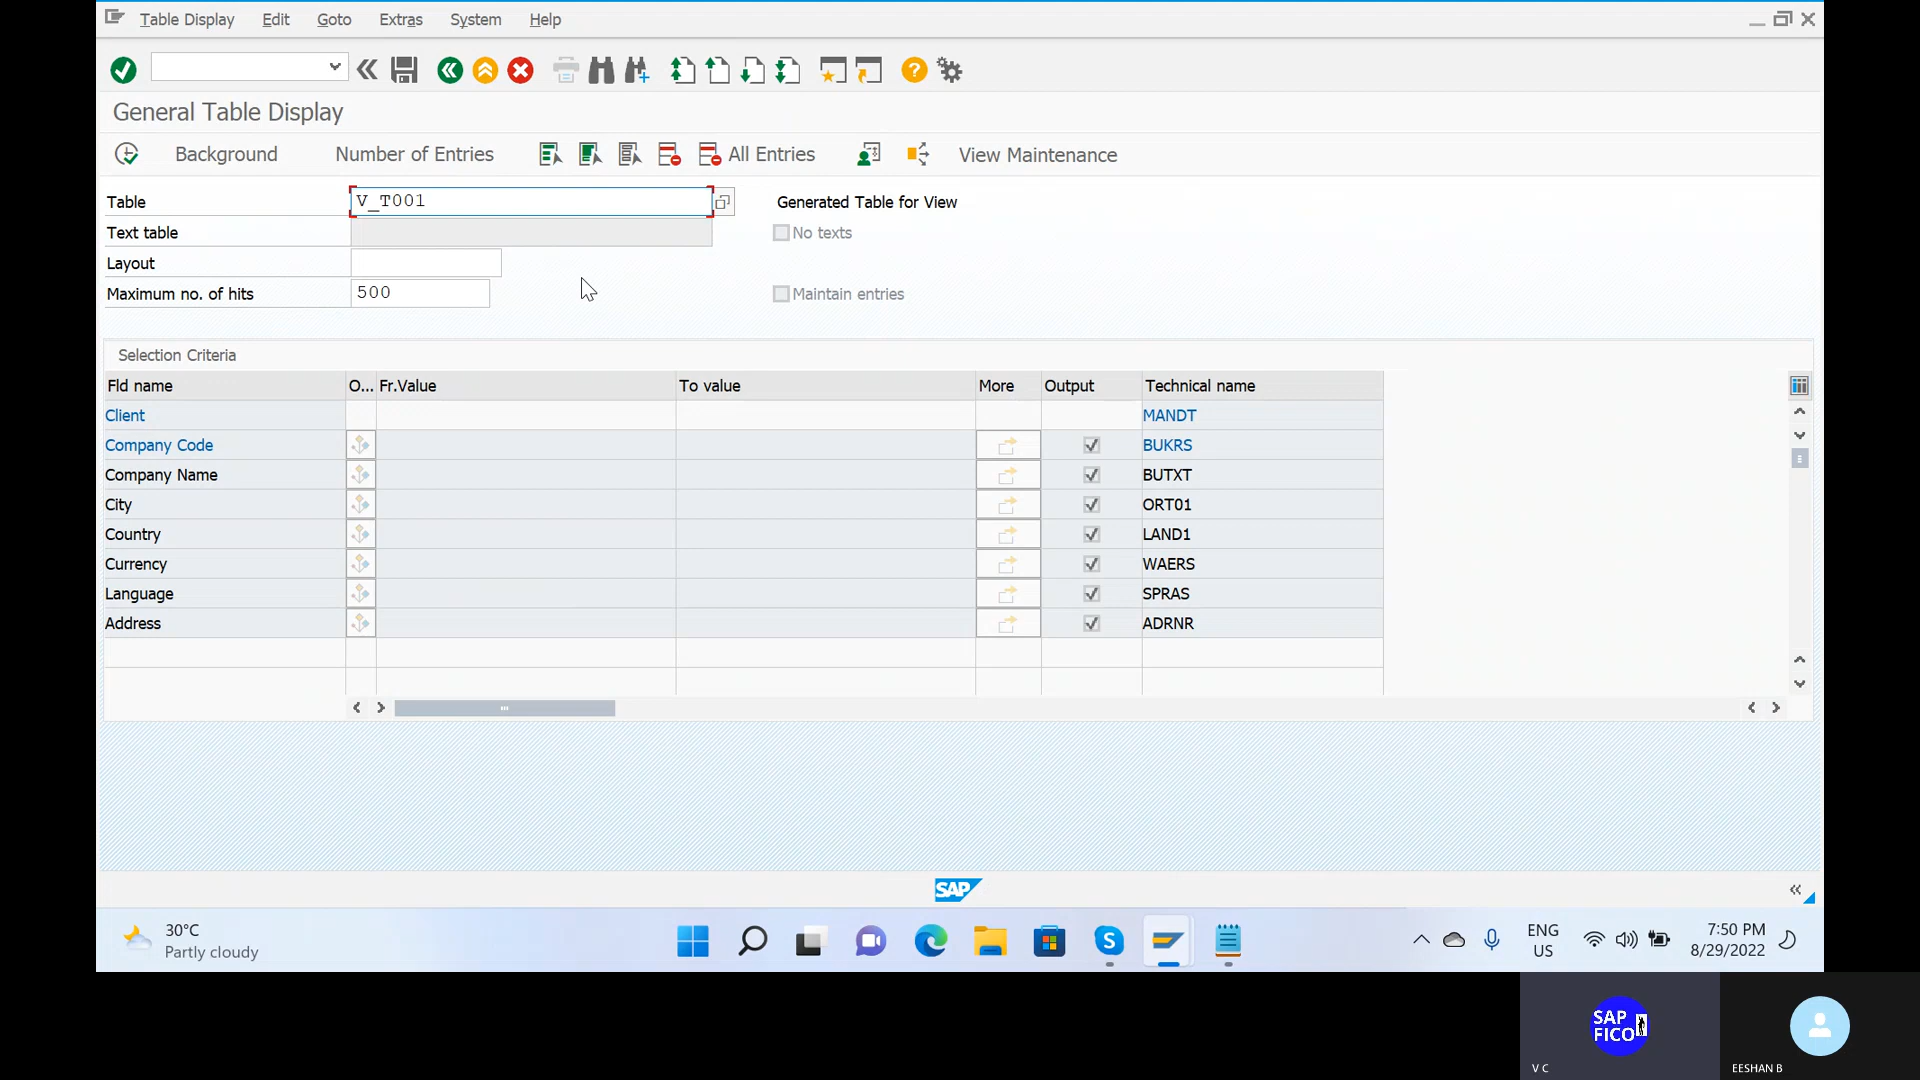 Table Display Edit Goto Extras System Help
General Table Display
Background Number of Entries All Entries View Maintenance
Table V_T001 Generated Table for View
Text table No texts
Layout
Maximum no. of hits 500 Maintain entries
Selection Criteria
Fld name O... Fr.Value To value More Output Technical name
Client MANDT
Company Code BUKRS
Company Name BUTXT
City ORT01
Country LAND1
Currency WAERS
Language SPRAS
Address ADRNR
SAP
30°C
Partly cloudy
ENG
US
7:50 PM
8/29/2022
SAP
FICO
V C
EESHAN B